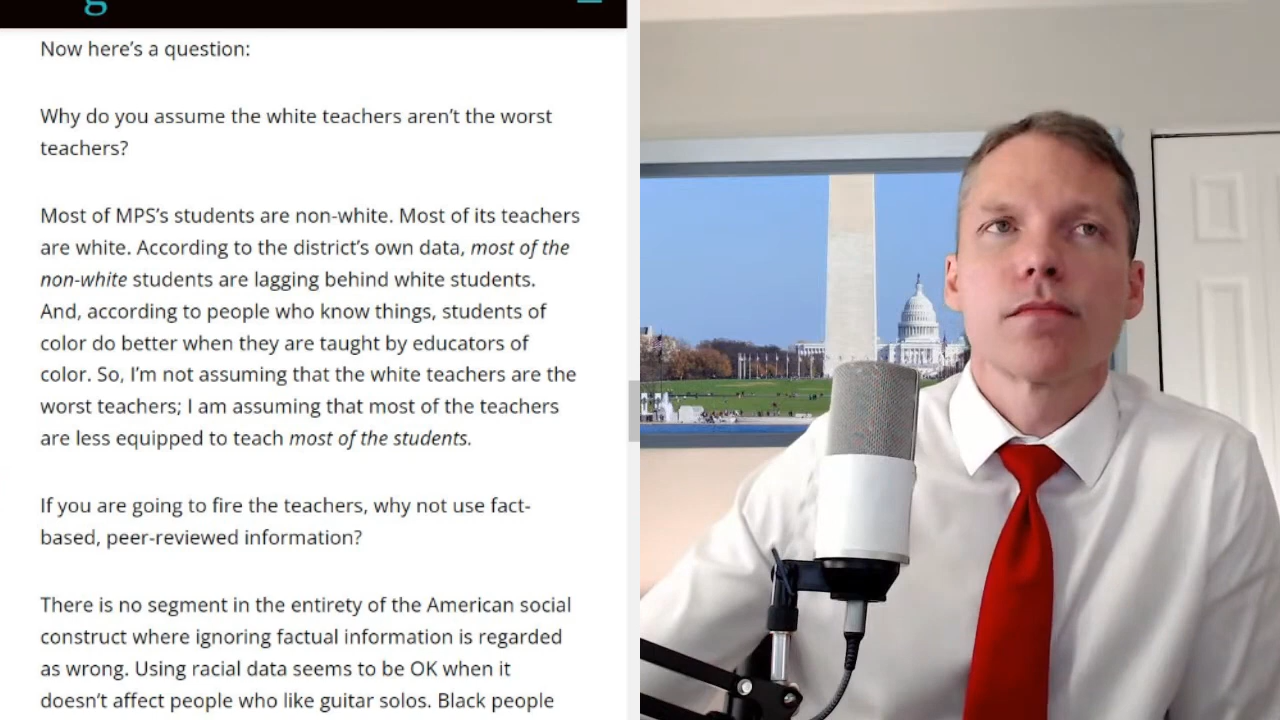 g
Now here’s a question:
Why do you assume the white teachers aren’t the worst
teachers?
Most of MPS’s students are non-white. Most of its teachers
are white. According to the district’s own data, most of the
non-white students are lagging behind white students.
And, according to people who know things, students of
color do better when they are taught by educators of
color. So, I’m not assuming that the white teachers are the
worst teachers; I am assuming that most of the teachers
are less equipped to teach most of the students.
If you are going to fire the teachers, why not use fact-
based, peer-reviewed information?
There is no segment in the entirety of the American social
construct where ignoring factual information is regarded
as wrong. Using racial data seems to be OK when it
doesn’t affect people who like guitar solos. Black people